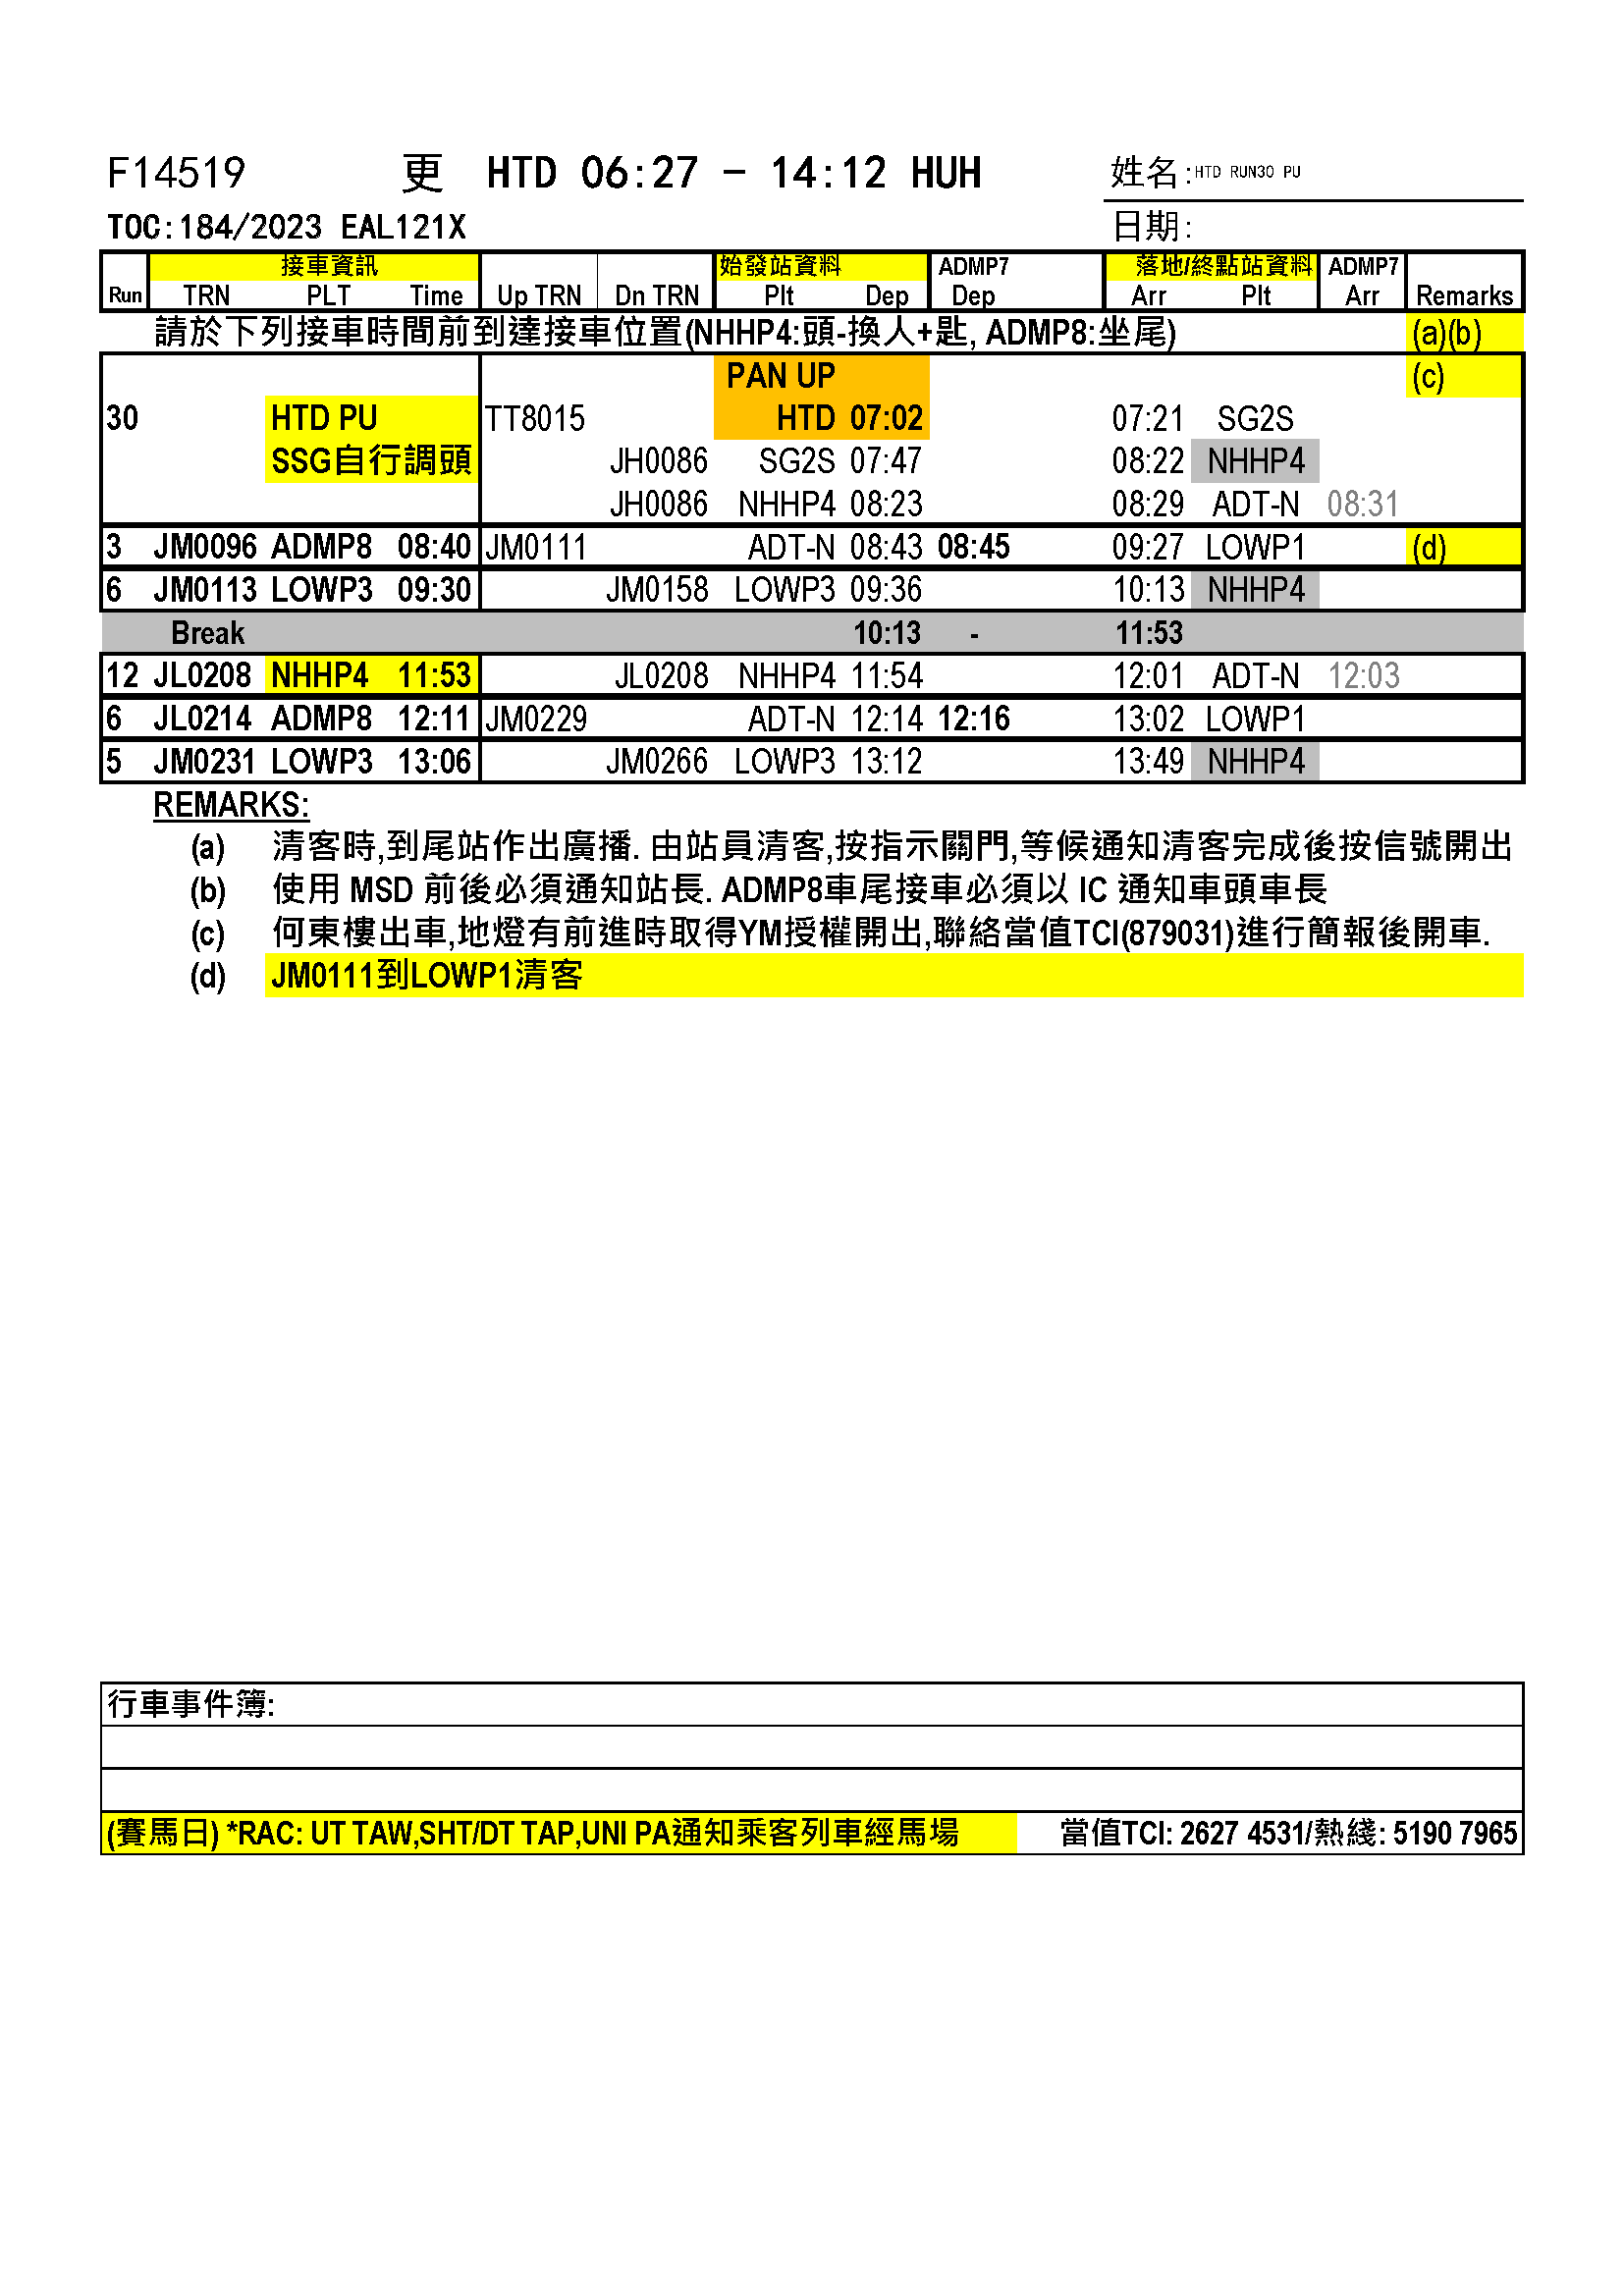 F14519 更 HTD 06:27 - 14:12 HUH 姓名:HTD RUN30 PU
TOC:184/2023 EAL121X 日期:
接車資訊 始發站資料 ADMP7 落地/終點站資料 ADMP7
Run TRN PLT Time Up TRN Dn TRN Plt Dep Dep Arr Plt Arr Remarks
請於下列接車時間前到達接車位置(NHHP4:頭-換人+匙, ADMP8:坐尾) (a)(b)
PAN UP (c)
30 HTD PU TT8015 HTD 07:02 07:21 SG2S
SSG自行調頭 JH0086 SG2S 07:47 08:22 NHHP4
JH0086 NHHP4 08:23 08:29 ADT-N 08:31
3 JM0096 ADMP8 08:40 JM0111 ADT-N 08:43 08:45 09:27 LOWP1 (d)
6 JM0113 LOWP3 09:30 JM0158 LOWP3 09:36 10:13 NHHP4
Break 10:13 - 11:53
12 JL0208 NHHP4 11:53 JL0208 NHHP4 11:54 12:01 ADT-N 12:03
6 JL0214 ADMP8 12:11 JM0229 ADT-N 12:14 12:16 13:02 LOWP1
5 JM0231 LOWP3 13:06 JM0266 LOWP3 13:12 13:49 NHHP4
REMARKS:
(a) 清客時,到尾站作出廣播. 由站員清客,按指示關門,等候通知清客完成後按信號開出
(b) 使用 MSD 前後必須通知站長. ADMP8車尾接車必須以 IC 通知車頭車長
(c) 何東樓出車,地燈有前進時取得YM授權開出,聯絡當值TCI(879031)進行簡報後開車.
(d) JM0111到LOWP1清客
行車事件簿:
(賽馬日) *RAC: UT TAW,SHT/DT TAP,UNI PA通知乘客列車經馬場 當值TCI: 2627 4531/熱綫: 5190 7965